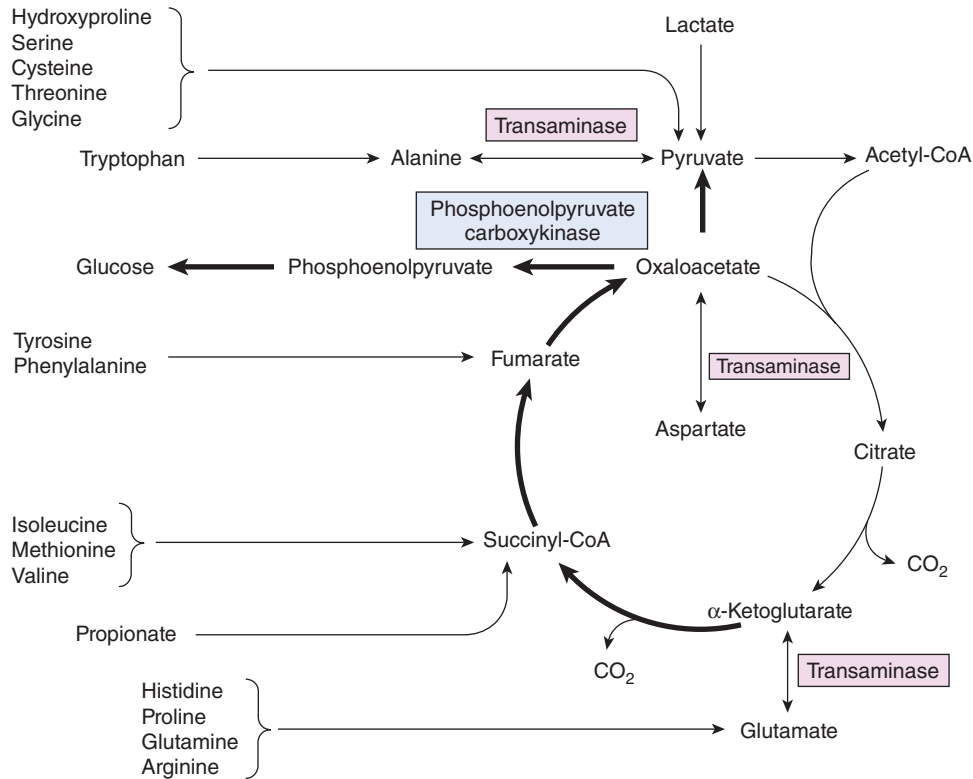 Hydroxyproline
Serine
Cysteine
Threonine
Glycine
Lactate
Transaminase
Tryptophan
Alanine
Pyruvate
Acetyl-CoA
Phosphoenolpyruvate
carboxykinase
Glucose
Phosphoenolpyruvate
Oxaloacetate
Tyrosine
Phenylalanine
Fumarate
Transaminase
Aspartate
Citrate
Isoleucine
Methionine
Valine
Succinyl-CoA
CO₂
α-Ketoglutarate
Propionate
CO₂
Transaminase
Histidine
Proline
Glutamine
Arginine
Glutamate